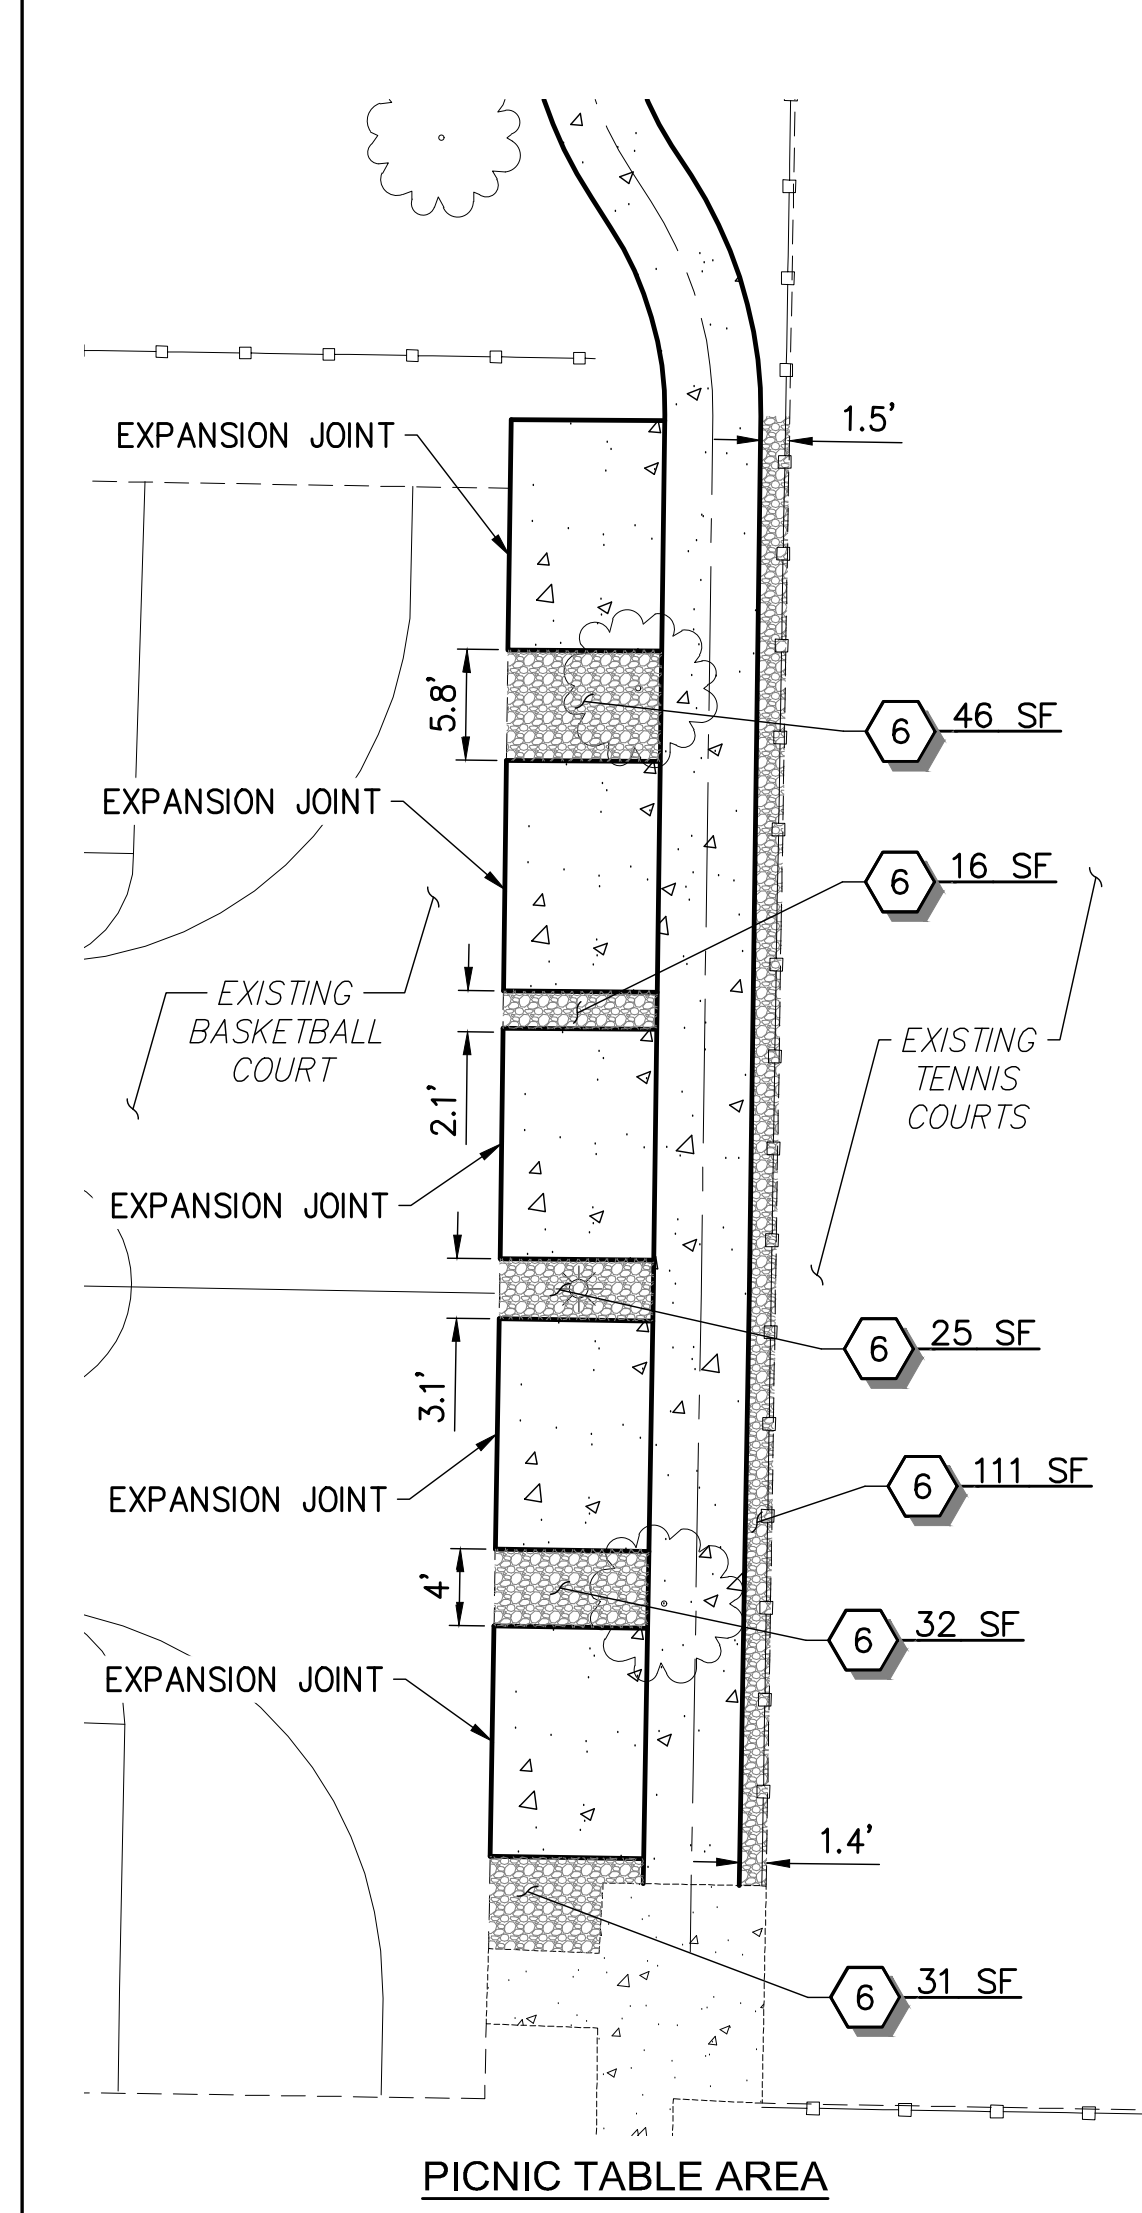 1.5'
EXPANSION JOINT
5.8'
6 46 SF
EXPANSION JOINT
6 16 SF
EXISTING
BASKETBALL
COURT
EXISTING
TENNIS
COURTS
2.1'
EXPANSION JOINT
6 25 SF
3.1'
6 111 SF
EXPANSION JOINT
4'
6 32 SF
EXPANSION JOINT
1.4'
6 31 SF
PICNIC TABLE AREA